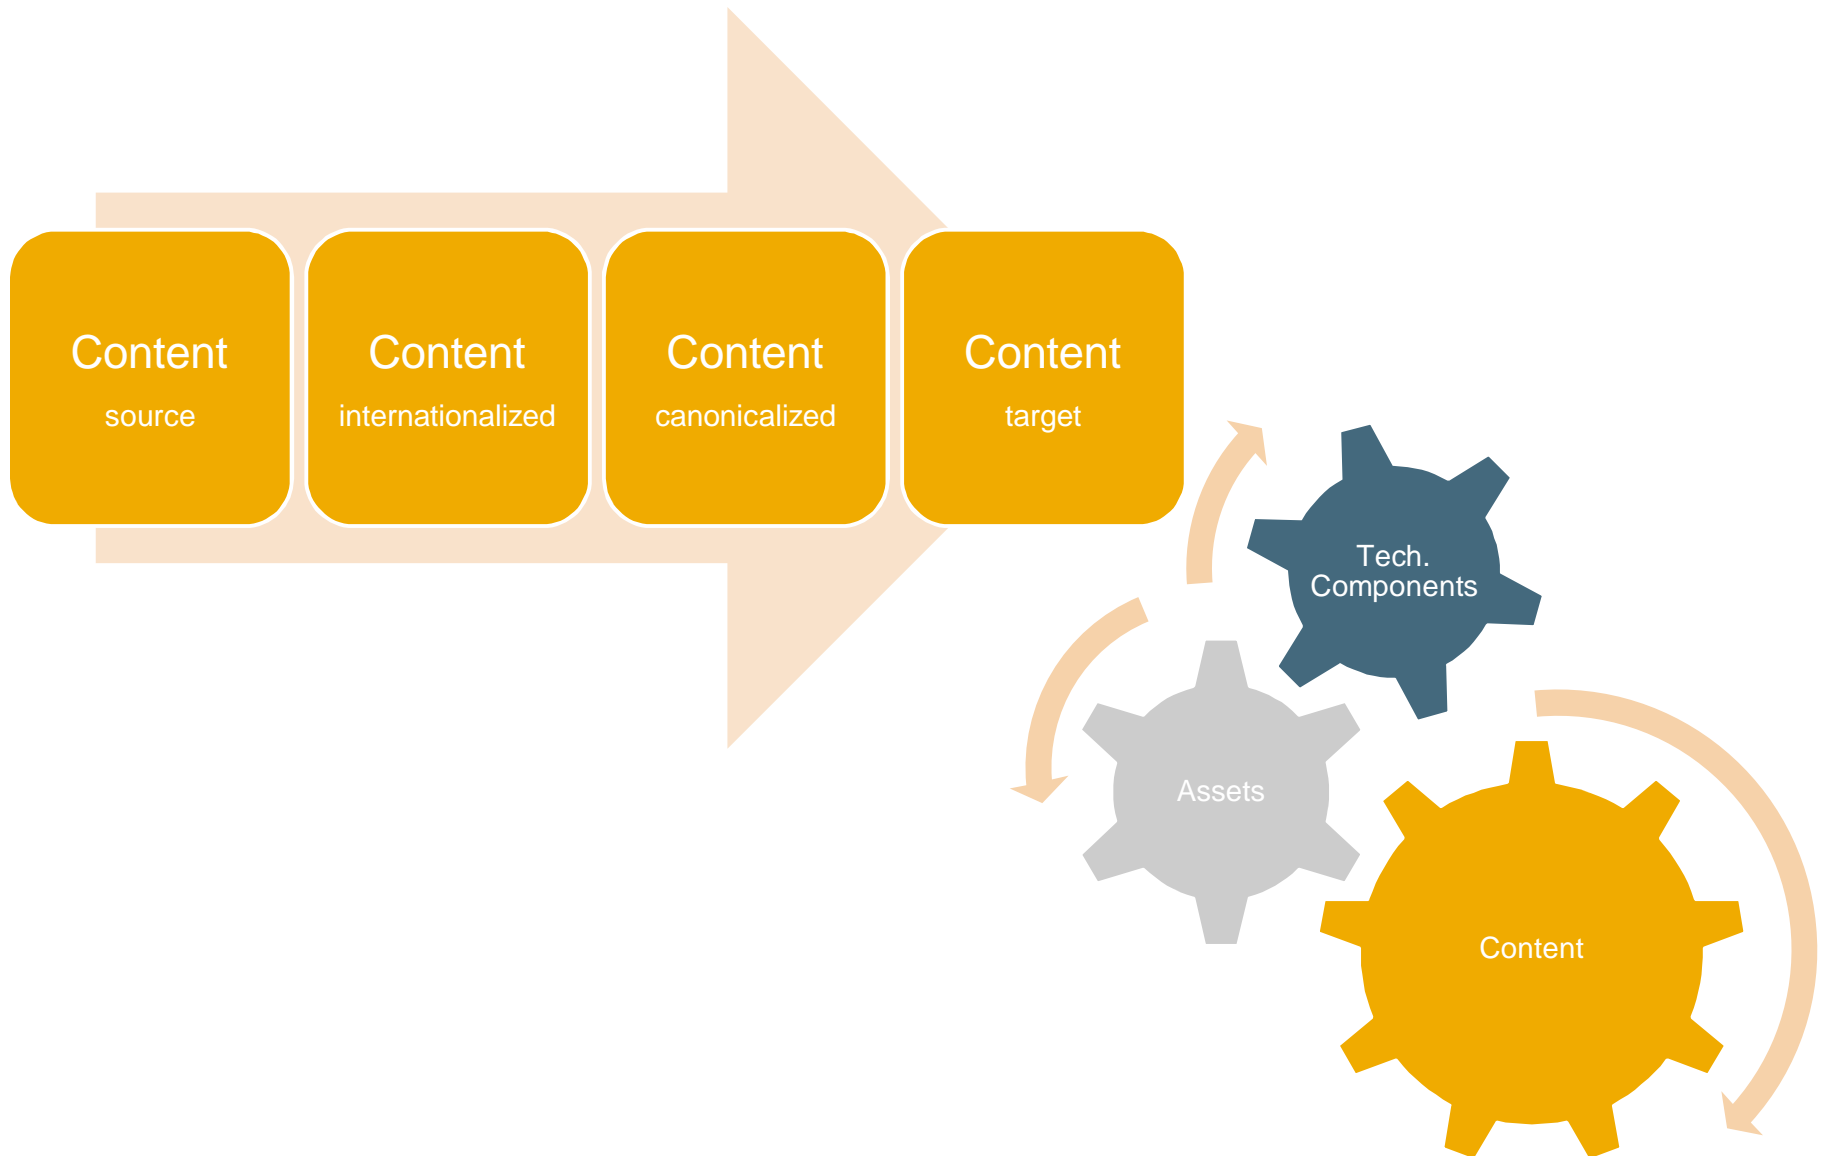 Content
source
Content
internationalized
Content
canonicalized
Content
target
Tech.
Components
Assets
Content